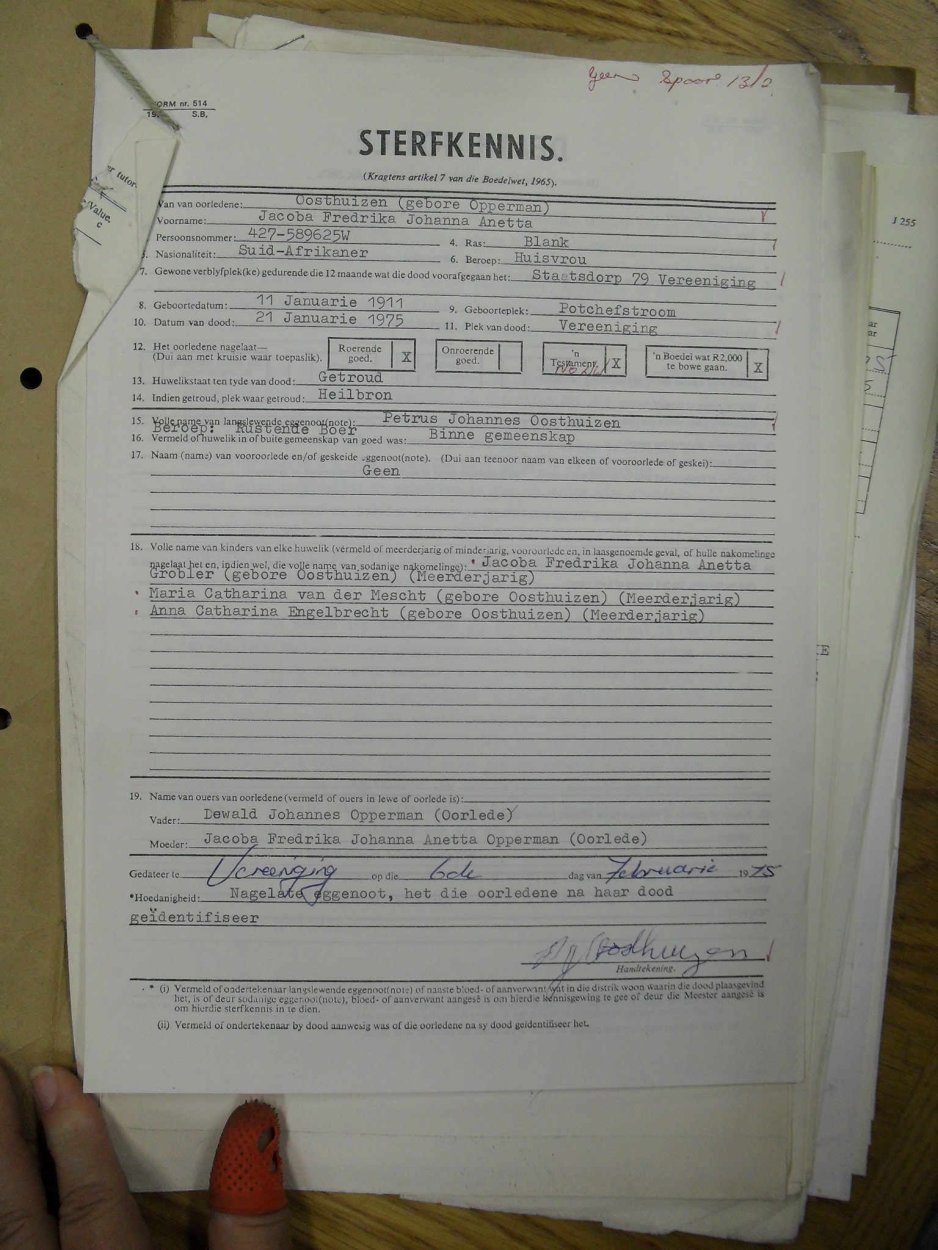 Geen Spoor 13/2
FORM nr. 514
S.B,
STERFKENNIS.
(Kragtens artikel 7 van die Boedelwet, 1965).
er tutor.
/Value.
c
J 255
Van van oorledene: Oosthuizen (gebore Opperman)
Voorname: Jacoba Fredrika Johanna Anetta
Persoonsnommer: 427-589625W 4. Ras: Blank
Nasionaliteit: Suid-Afrikaner 6. Beroep: Huisvrou
7. Gewone verblyfplek(ke) gedurende die 12 maande wat die dood voorafgegaan het: Staatsdorp 79 Vereeniging
8. Geboortedatum: 11 Januarie 1911 9. Geboorteplek: Potchefstroom
10. Datum van dood: 21 Januarie 1975 11. Plek van dood: Vereeniging
12. Het oorledene nagelaat—
(Dui aan met kruisie waar toepaslik).
Roerende goed. X
Onroerende goed.
'n Testament. X
'n Boedel wat R2,000 te bowe gaan. X
13. Huwelikstaat ten tyde van dood: Getroud
14. Indien getroud, plek waar getroud: Heilbron
15. Volle name van langslewende eggenoot(note): Petrus Johannes Oosthuizen
Beroep: Rustende Boer
16. Vermeld of huwelik in of buite gemeenskap van goed was: Binne gemeenskap
17. Naam (name) van vooroorlede en/of geskeide eggenoot(note). (Dui aan teenoor naam van elkeen of vooroorlede of geskei):
Geen
18. Volle name van kinders van elke huwelik (vermeld of meerderjarig of minderjarig, vooroorlede en, in laasgenoemde geval, of hulle nakomelinge
nagelaat het en, indien wel, die volle name van sodanige nakomelinge): Jacoba Fredrika Johanna Anetta
Grobler (gebore Oosthuizen) (Meerderjarig)
Maria Catharina van der Mescht (gebore Oosthuizen) (Meerderjarig)
Anna Catharina Engelbrecht (gebore Oosthuizen) (Meerderjarig)
19. Name van ouers van oorledene (vermeld of ouers in lewe of oorlede is):
Vader: Dewald Johannes Opperman (Oorlede)
Moeder: Jacoba Fredrika Johanna Anetta Opperman (Oorlede)
Gedateer te Vereeniging op die 6de dag van Februarie 1975
*Hoedanigheid: Nagelate eggenoot, het die oorledene na haar dood
geïdentifiseer
PJ Oosthuizen
Handtekening.
* (i) Vermeld of ondertekenaar langslewende eggenoot(note) of naaste bloed- of aanverwant wat in die distrik woon waarin die dood plaasgevind
het, is of deur sodanige eggenoot(note), bloed- of aanverwant aangesê is om hierdie kennisgewing te gee of deur die Meester aangesê is
om hierdie sterfkennis in te dien.
(ii) Vermeld of ondertekenaar by dood aanwesig was of die oorledene na sy dood geïdentifiseer het.